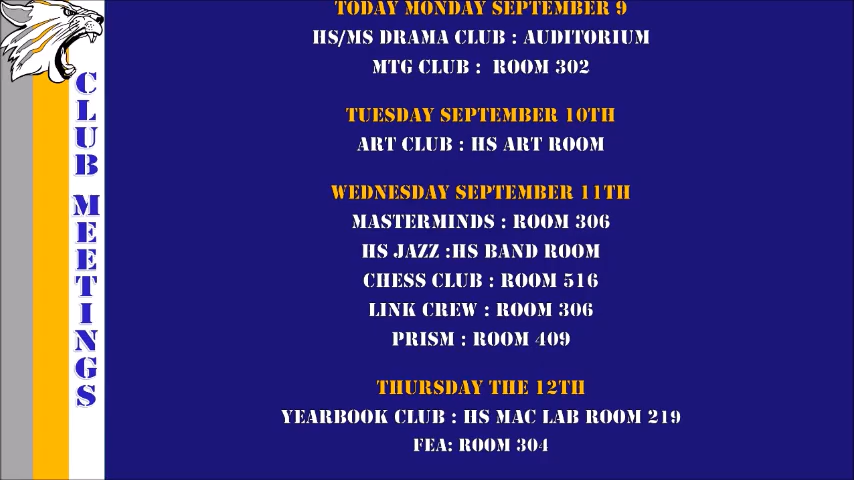 CLUB MEETINGS
TODAY MONDAY SEPTEMBER 9
HS/MS DRAMA CLUB : AUDITORIUM
MTG CLUB : ROOM 302
TUESDAY SEPTEMBER 10TH
ART CLUB : HS ART ROOM
WEDNESDAY SEPTEMBER 11TH
MASTERMINDS : ROOM 306
HS JAZZ :HS BAND ROOM
CHESS CLUB : ROOM 516
LINK CREW : ROOM 306
PRISM : ROOM 409
THURSDAY THE 12TH
YEARBOOK CLUB : HS MAC LAB ROOM 219
FEA: ROOM 304